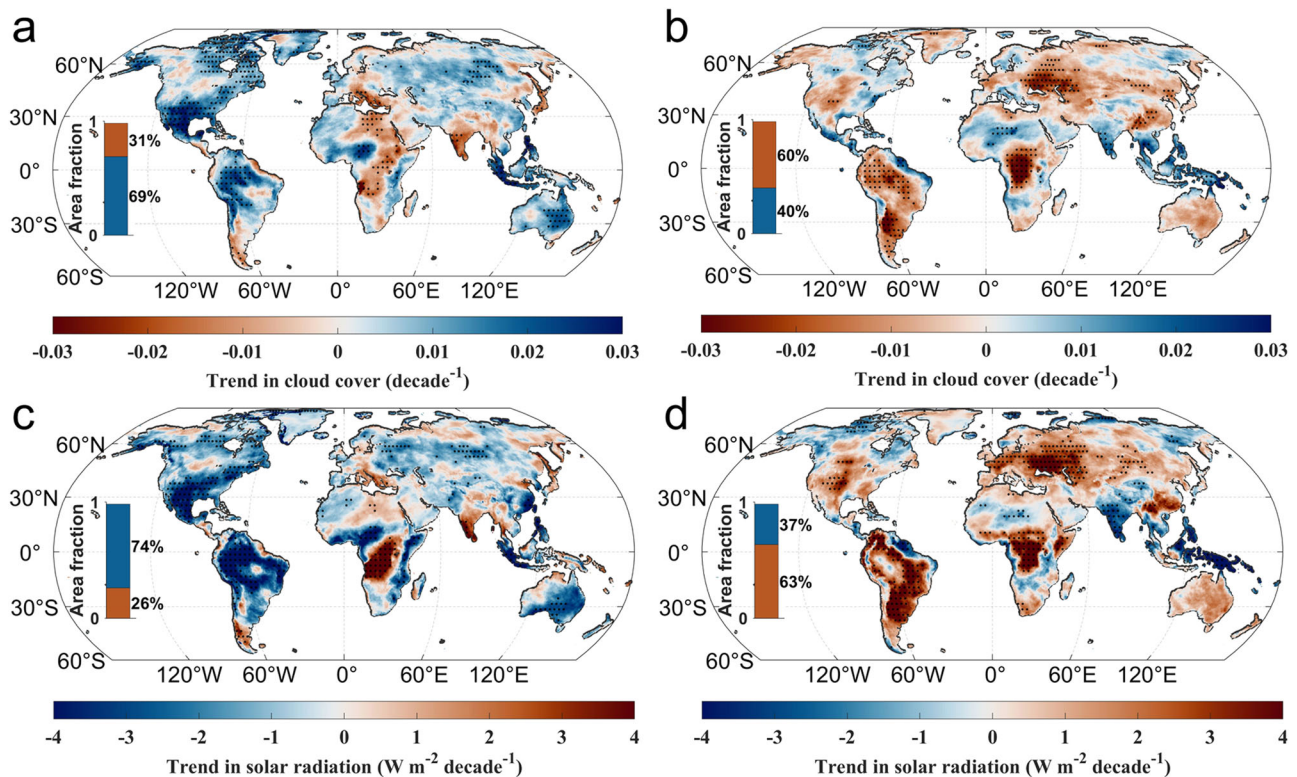 a
60°N
30°N
0°
30°S
60°S
120°W 60°W 0° 60°E 120°E
Area fraction
1
0
31%
69%
-0.03 -0.02 -0.01 0 0.01 0.02 0.03
Trend in cloud cover (decade⁻¹)
b
60°N
30°N
0°
30°S
60°S
120°W 60°W 0° 60°E 120°E
Area fraction
1
0
60%
40%
-0.03 -0.02 -0.01 0 0.01 0.02 0.03
Trend in cloud cover (decade⁻¹)
c
60°N
30°N
0°
30°S
60°S
120°W 60°W 0° 60°E 120°E
Area fraction
1
0
74%
26%
-4 -3 -2 -1 0 1 2 3 4
Trend in solar radiation (W m⁻² decade⁻¹)
d
60°N
30°N
0°
30°S
60°S
120°W 60°W 0° 60°E 120°E
Area fraction
1
0
37%
63%
-4 -3 -2 -1 0 1 2 3 4
Trend in solar radiation (W m⁻² decade⁻¹)